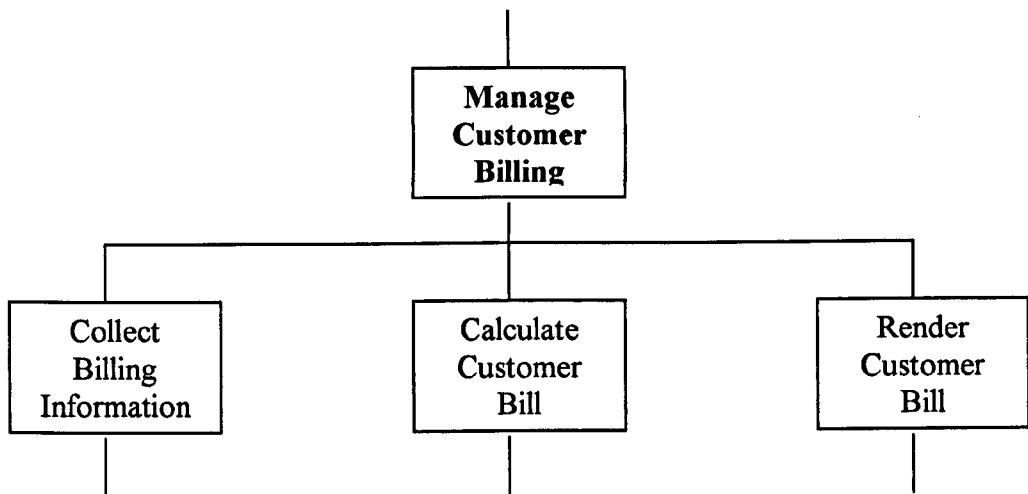 Manage
Customer
Billing
Collect
Billing
Information
Calculate
Customer
Bill
Render
Customer
Bill